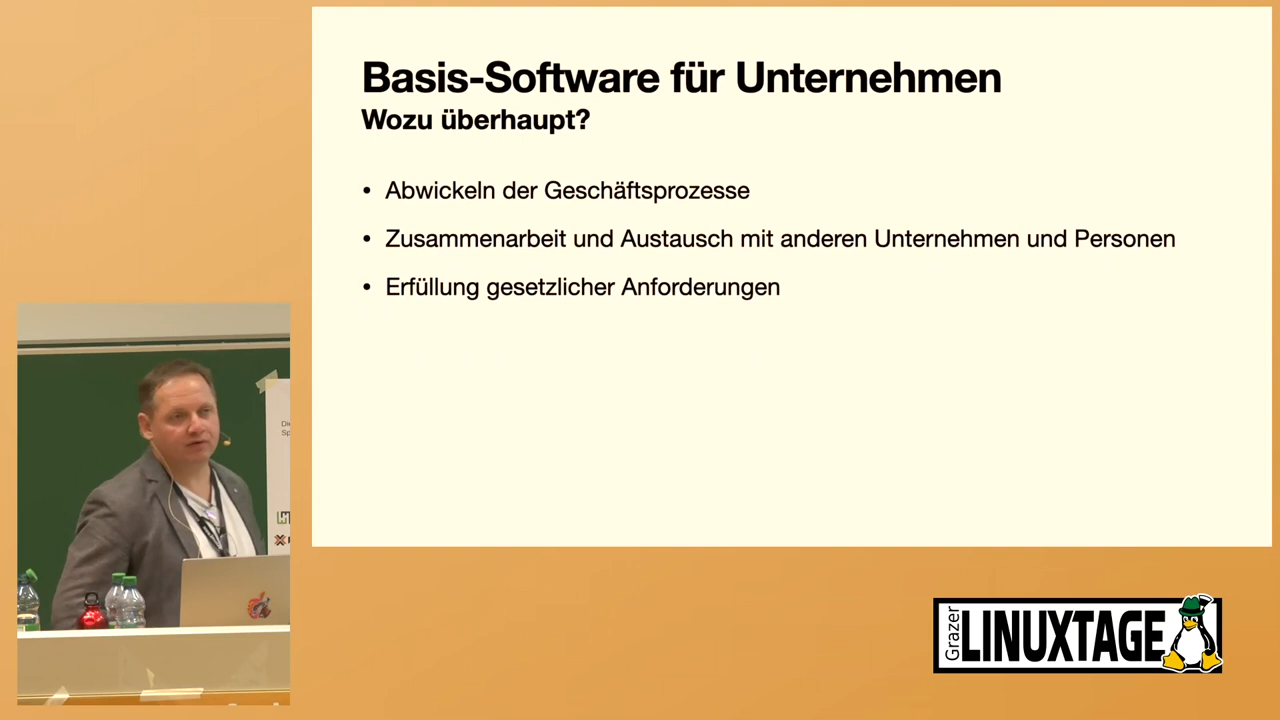 Basis-Software für Unternehmen
Wozu überhaupt?
• Abwickeln der Geschäftsprozesse
• Zusammenarbeit und Austausch mit anderen Unternehmen und Personen
• Erfüllung gesetzlicher Anforderungen
Grazer
LINUXTAGE